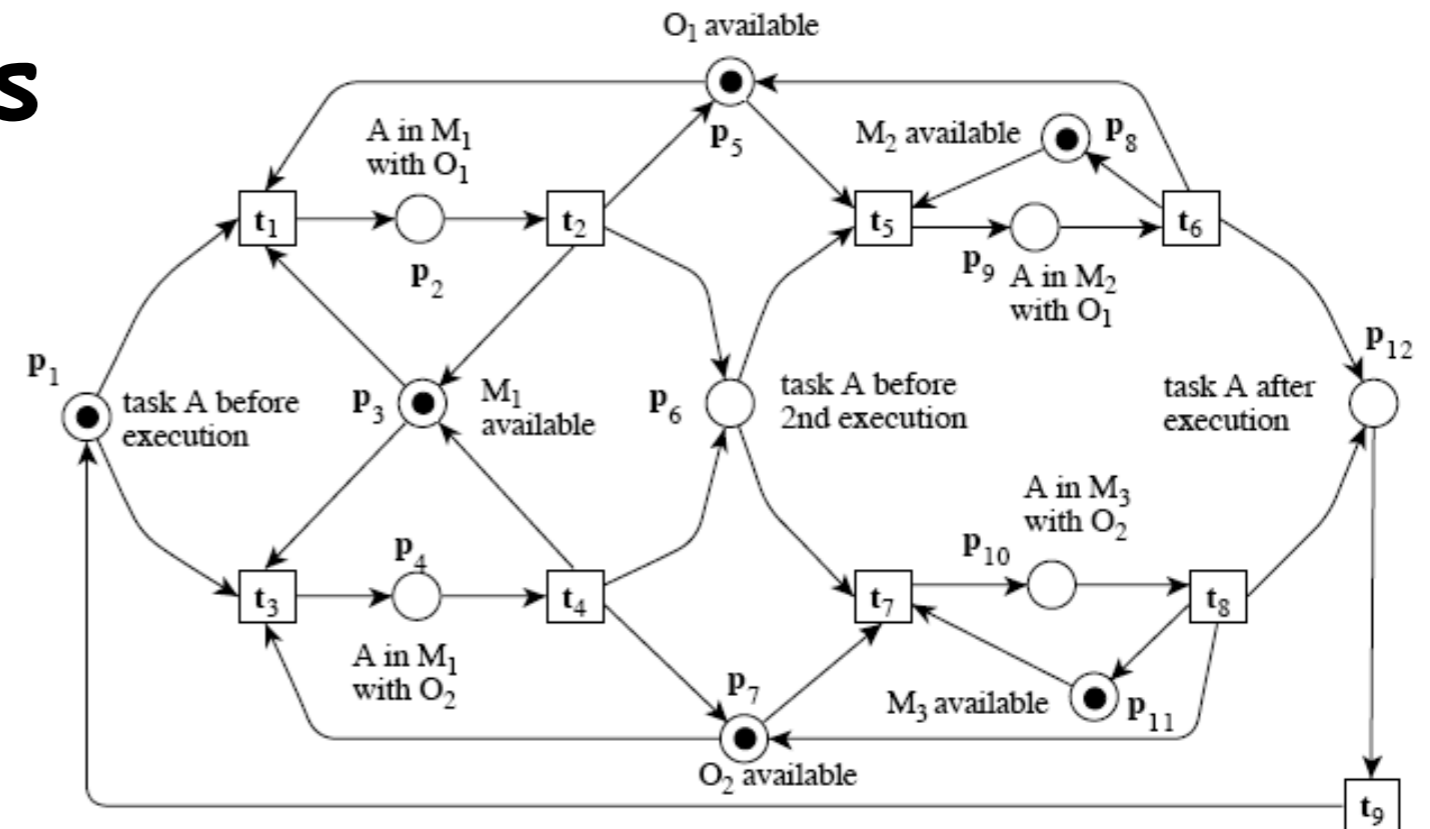 s
O1 available
p5
A in M1
with O1
M2 available
p8
t1
t2
t5
t6
p2
p9
A in M2
with O1
p1
task A before
execution
p3
M1
available
p6
task A before
2nd execution
task A after
execution
p12
A in M3
with O2
p4
p10
t3
t4
t7
t8
A in M1
with O2
p7
M3 available
p11
O2 available
t9